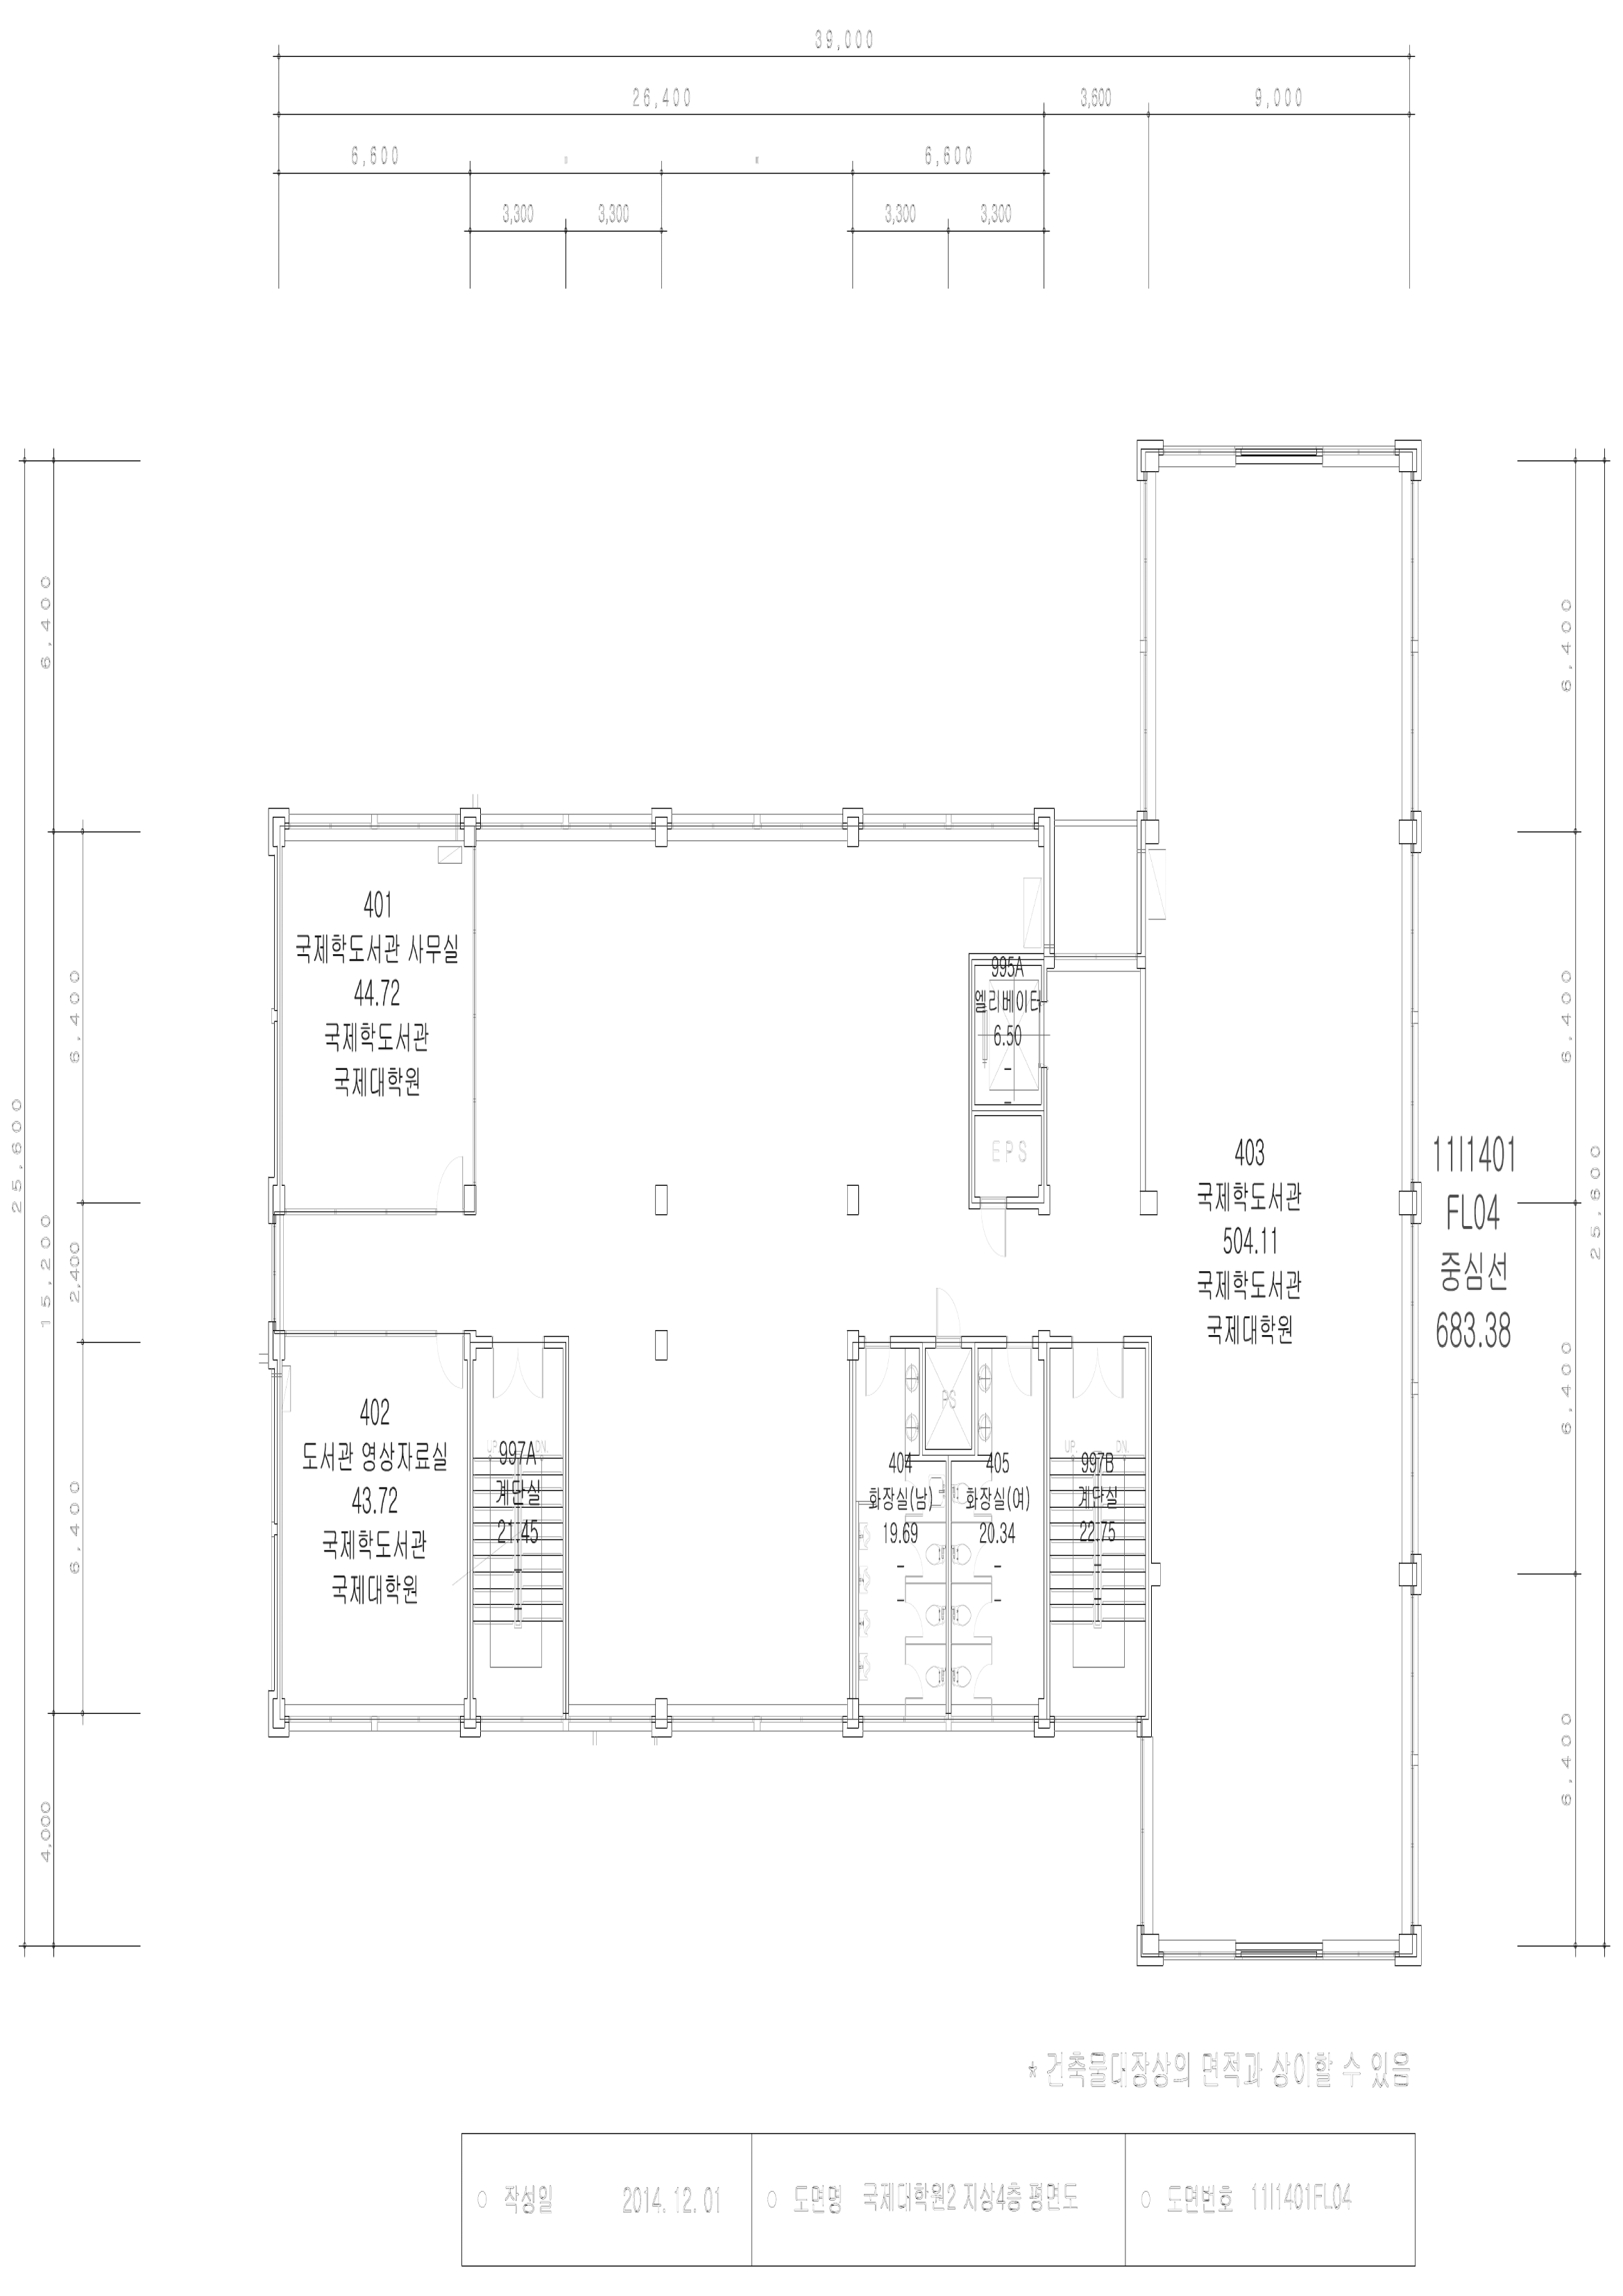 39,000
26,400
3,600
9,000
6,600
6,600
3,300
3,300
3,300
3,300
6,400
25,600
15,200
6,400
2,400
6,400
4,000
6,400
6,400
6,400
6,400
25,600
401
국제학도서관 사무실
44.72
국제학도서관
국제대학원
995A
엘리베이터
6.50
EPS
403
국제학도서관
504.11
국제학도서관
국제대학원
11I1401
FL04
중심선
683.38
402
도서관 영상자료실
43.72
국제학도서관
국제대학원
UP.
DN.
997A
계단실
21.45
PS
404
화장실(남)
19.69
405
화장실(여)
20.34
UP.
DN.
997B
계단실
22.75
* 건축물대장상의 면적과 상이할 수 있음
○ 작성일 2014.12.01
○ 도면명 국제대학원2 지상4층 평면도
○ 도면번호 11I1401FL04